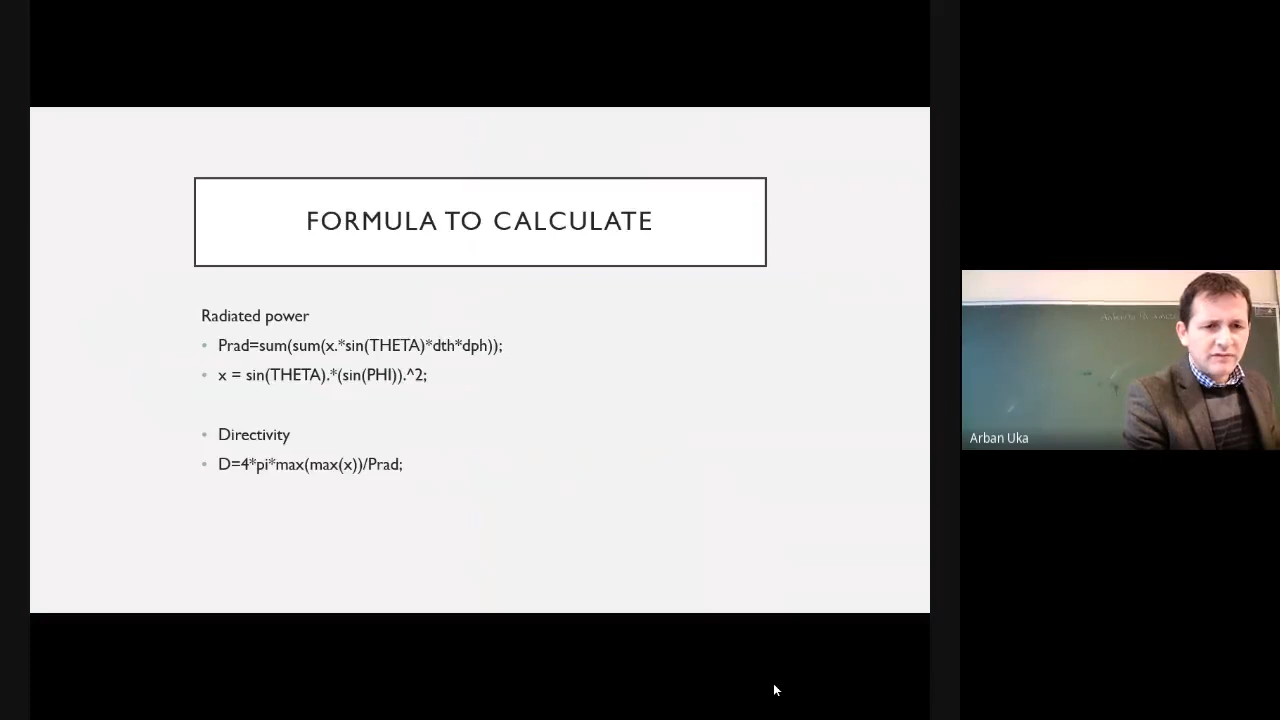 FORMULA TO CALCULATE
Radiated power
• Prad=sum(sum(x.*sin(THETA)*dth*dph));
• x = sin(THETA).*(sin(PHI)).^2;
• Directivity
• D=4*pi*max(max(x))/Prad;
Arban Uka